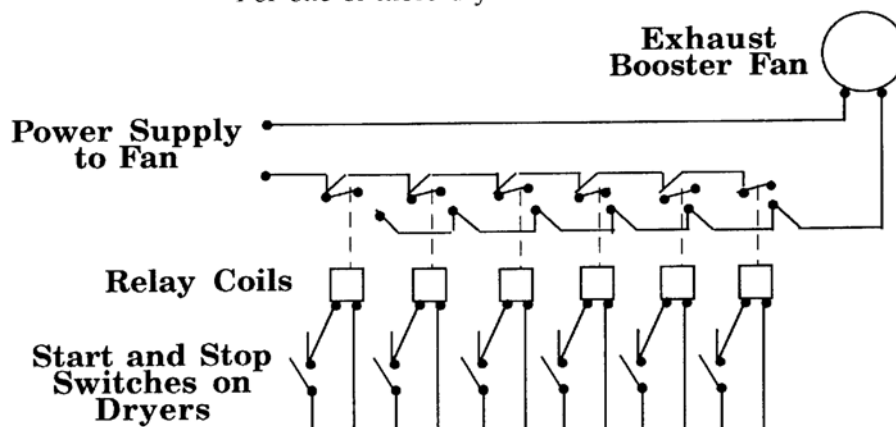 Exhaust
Booster Fan
Power Supply
to Fan
Relay Coils
Start and Stop
Switches on
Dryers